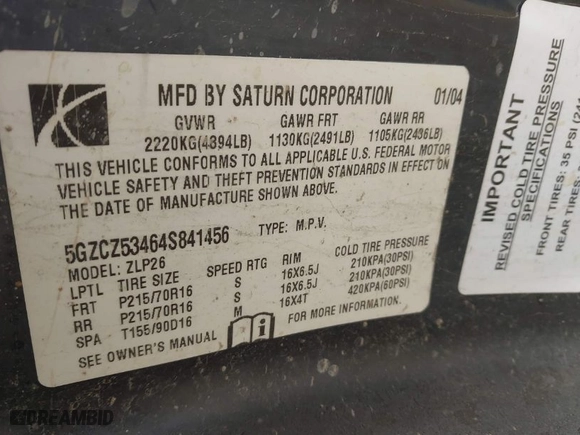 MFD BY SATURN CORPORATION 01/04
GVWR GAWR FRT GAWR RR
2220KG(4894LB) 1130KG(2491LB) 1105KG(2436LB)
THIS VEHICLE CONFORMS TO ALL APPLICABLE U.S. FEDERAL MOTOR
VEHICLE SAFETY AND THEFT PREVENTION STANDARDS IN EFFECT ON
THE DATE OF MANUFACTURE SHOWN ABOVE.
5GZCZ53464S841456 TYPE: M.P.V.
MODEL: ZLP26
LPTL TIRE SIZE SPEED RTG RIM COLD TIRE PRESSURE
FRT P215/70R16 S 16X6.5J 210KPA(30PSI)
RR P215/70R16 S 16X6.5J 210KPA(30PSI)
SPA T155/90D16 M 16X4T 420KPA(60PSI)
SEE OWNER'S MANUAL FOR MORE INFORMATION.
IMPORTANT
REVISED COLD TIRE PRESSURE
SPECIFICATIONS
FRONT TIRES: 35 PSI
REAR TIRES:
DREAMBID